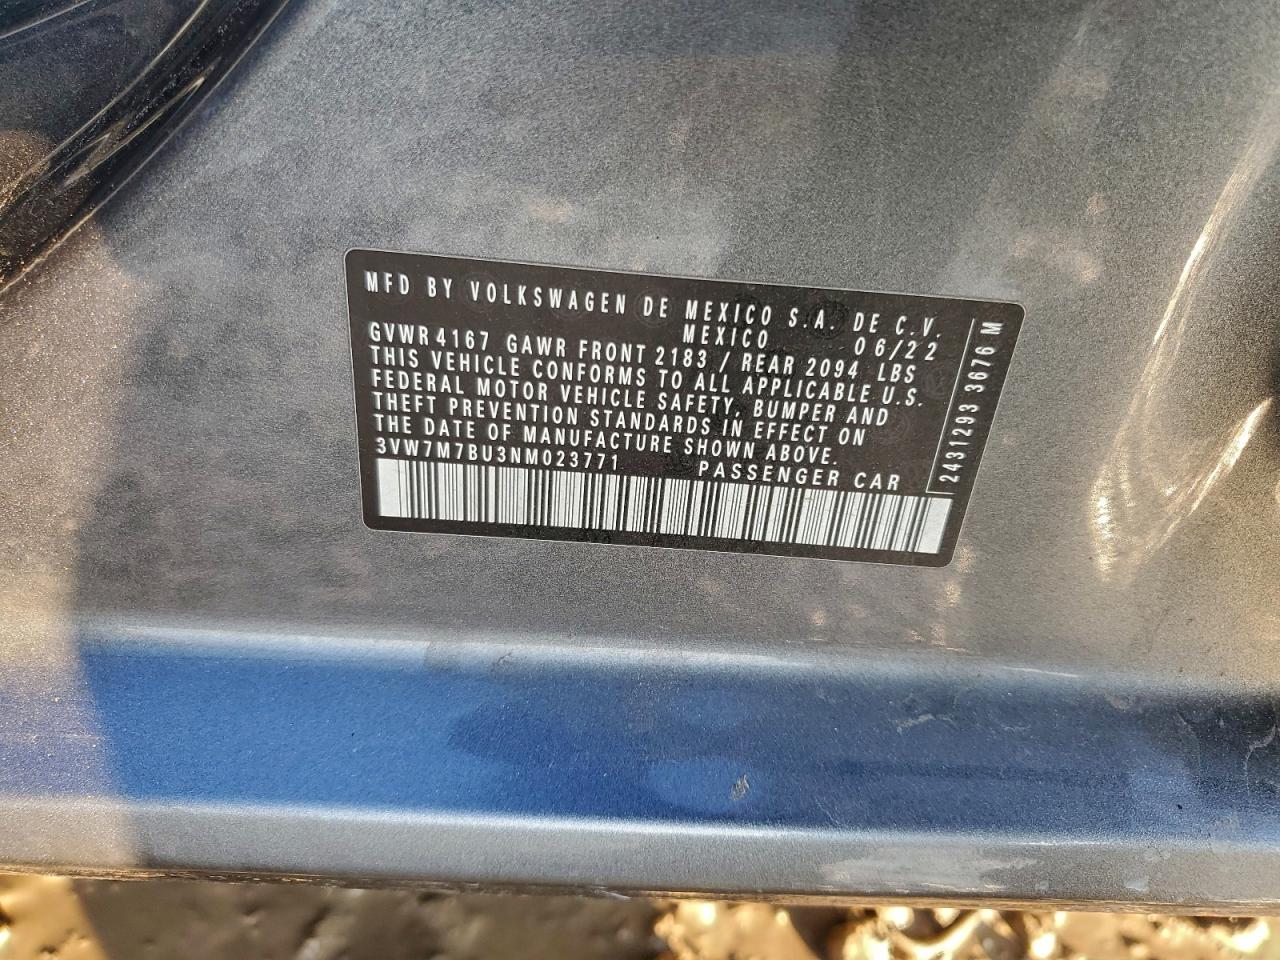 MFD BY VOLKSWAGEN DE MEXICO S.A. DE C.V.
MEXICO 06/22
GVWR 4167 GAWR FRONT 2183 / REAR 2094 LBS
THIS VEHICLE CONFORMS TO ALL APPLICABLE U.S.
FEDERAL MOTOR VEHICLE SAFETY, BUMPER AND
THEFT PREVENTION STANDARDS IN EFFECT ON
THE DATE OF MANUFACTURE SHOWN ABOVE.
3VW7M7BU3NM023771 PASSENGER CAR
2431293 3676 M